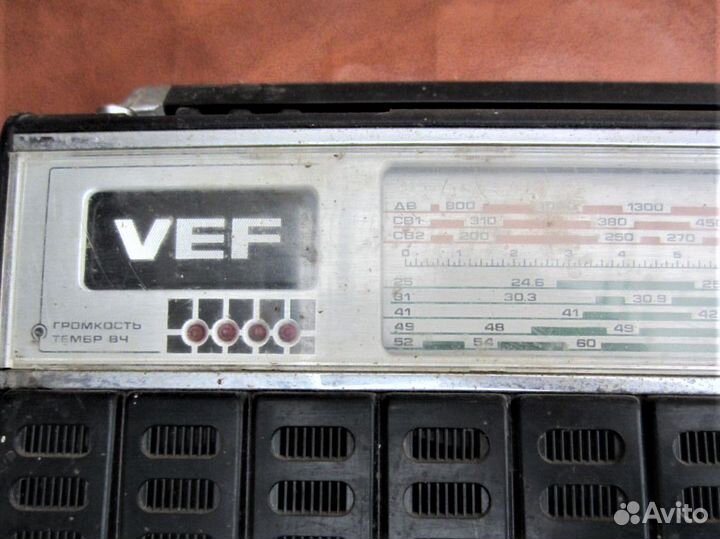 VEF
ГРОМКОСТЬ
ТЕМБР ВЧ
ДВ 800 1300
СВ1 310 380 450
СВ2 200 250 270
0 1 2 3 4 5
25 24.6 25
31 30.3 30.9
41 41 42
49 48 49
52 54 60
Avito